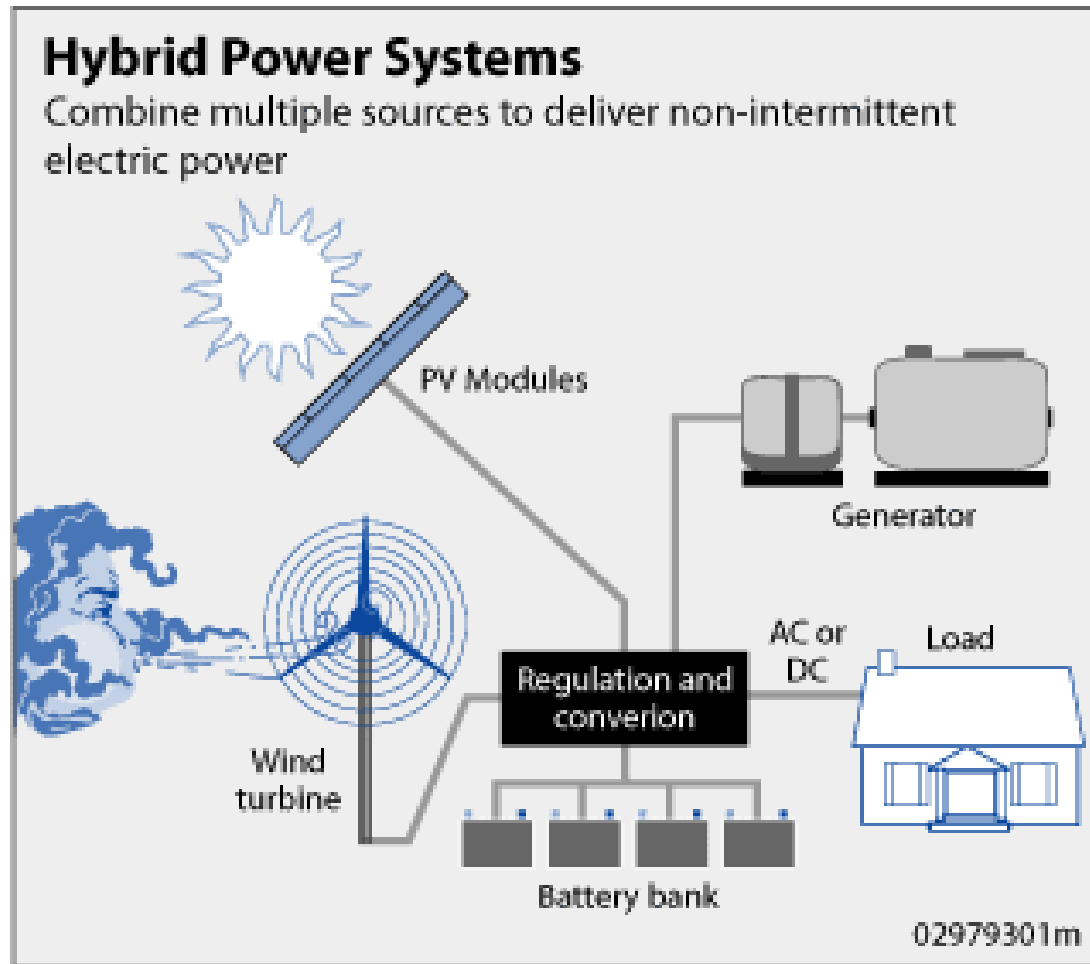 Hybrid Power Systems
Combine multiple sources to deliver non-intermittent
electric power
PV Modules
Generator
AC or
DC
Load
Regulation and
converion
Wind
turbine
Battery bank
02979301m